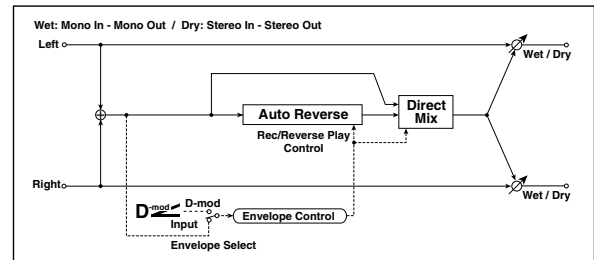 Wet: Mono In - Mono Out / Dry: Stereo In - Stereo Out
Left
Wet / Dry
Auto Reverse
Direct
Mix
Rec/Reverse Play
Control
Right
Wet / Dry
D-mod
D-mod
Input
Envelope Control
Envelope Select